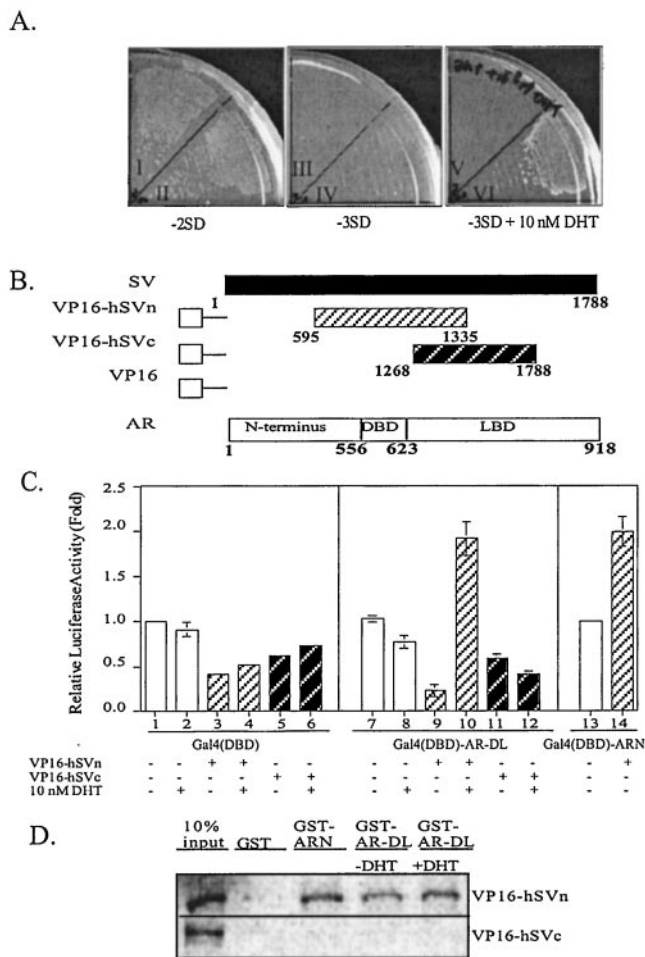 A.
I
II
III
IV
V
VI
-2SD
-3SD
-3SD + 10 nM DHT
B.
SV
1
1788
VP16-hSVn
595
1335
VP16-hSVc
1268
1788
VP16
AR
N-terminus
DBD
LBD
1
556
623
918
C.
Relative LuciferaseActivity (Fold)
2.5
2.0
1.5
1.0
0.5
0.0
1 2 3 4 5 6 7 8 9 10 11 12 13 14
Gal4(DBD)
Gal4(DBD)-AR-DL
Gal4(DBD)-ARN
VP16-hSVn - - + + - - - - + + - - - +
VP16-hSVc - - - - + + - - - - + + - -
10 nM DHT - + - + - + - + - + - + - -
D.
10% input
GST
GST-ARN
GST-AR-DL -DHT
GST-AR-DL +DHT
VP16-hSVn
VP16-hSVc